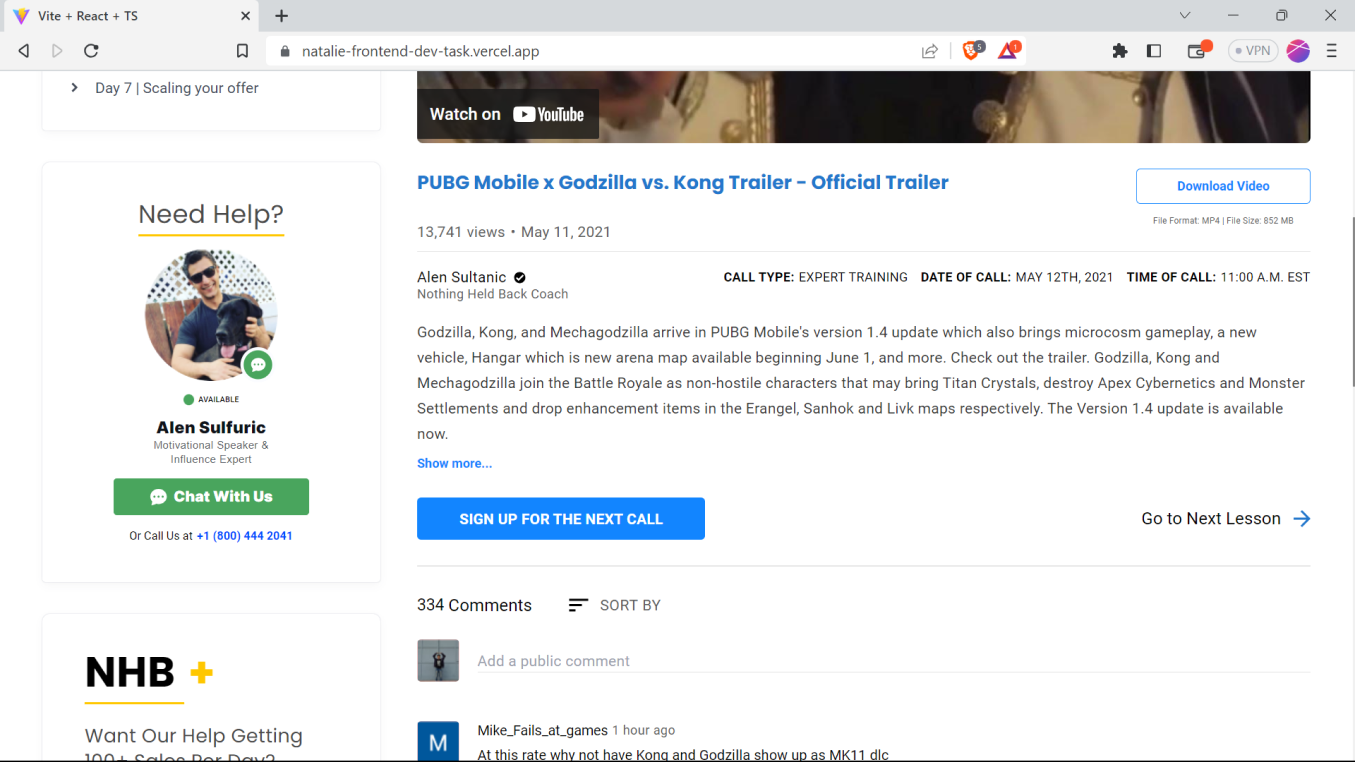 Vite + React + TS
natalie-frontend-dev-task.vercel.app
5
1
VPN
Day 7 | Scaling your offer
Need Help?
AVAILABLE
Alen Sulfuric
Motivational Speaker &
Influence Expert
Chat With Us
Or Call Us at +1 (800) 444 2041
NHB +
Want Our Help Getting
100+ Sales Per Day?
Watch on YouTube
PUBG Mobile x Godzilla vs. Kong Trailer - Official Trailer
Download Video
File Format: MP4 | File Size: 852 MB
13,741 views • May 11, 2021
Alen Sultanic
Nothing Held Back Coach
CALL TYPE: EXPERT TRAINING DATE OF CALL: MAY 12TH, 2021 TIME OF CALL: 11:00 A.M. EST
Godzilla, Kong, and Mechagodzilla arrive in PUBG Mobile's version 1.4 update which also brings microcosm gameplay, a new
vehicle, Hangar which is new arena map available beginning June 1, and more. Check out the trailer. Godzilla, Kong and
Mechagodzilla join the Battle Royale as non-hostile characters that may bring Titan Crystals, destroy Apex Cybernetics and Monster
Settlements and drop enhancement items in the Erangel, Sanhok and Livk maps respectively. The Version 1.4 update is available
now.
Show more...
SIGN UP FOR THE NEXT CALL
Go to Next Lesson
334 Comments
SORT BY
Add a public comment
M
Mike_Fails_at_games 1 hour ago
At this rate why not have Kong and Godzilla show up as MK11 dlc